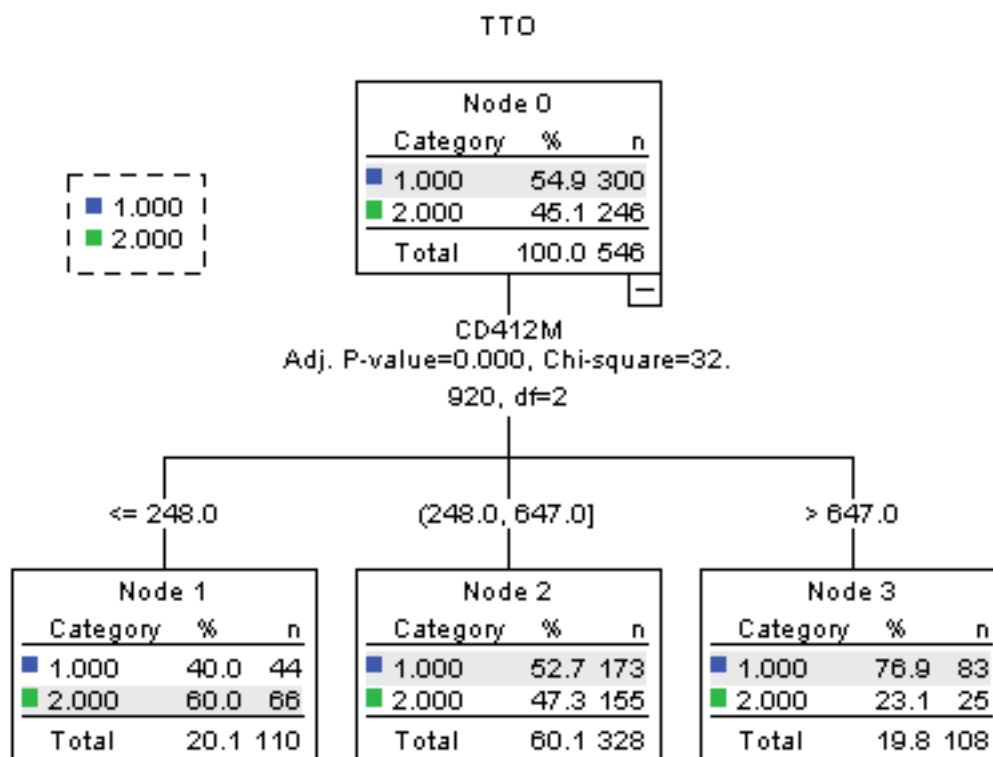 TTO
Node 0
Category % n
1.000 54.9 300
2.000 45.1 246
Total 100.0 546
1.000
2.000
CD412M
Adj. P-value=0.000, Chi-square=32.
920, df=2
<= 248.0
(248.0, 647.0]
> 647.0
Node 1
Category % n
1.000 40.0 44
2.000 60.0 66
Total 20.1 110
Node 2
Category % n
1.000 52.7 173
2.000 47.3 155
Total 60.1 328
Node 3
Category % n
1.000 76.9 83
2.000 23.1 25
Total 19.8 108